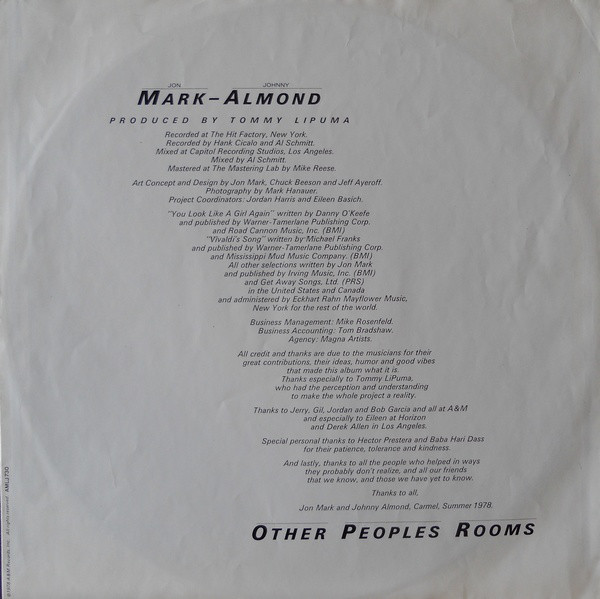 JON JOHNNY
MARK–ALMOND
PRODUCED BY TOMMY LIPUMA
Recorded at The Hit Factory, New York.
Recorded by Hank Cicalo and Al Schmitt.
Mixed at Capitol Recording Studios, Los Angeles.
Mixed by Al Schmitt.
Mastered at The Mastering Lab by Mike Reese.
Art Concept and Design by Jon Mark, Chuck Beeson and Jeff Ayeroff.
Photography by Mark Hanauer.
Project Coordinators: Jordan Harris and Eileen Basich.
"You Look Like A Girl Again" written by Danny O'Keefe
and published by Warner-Tamerlane Publishing Corp.
and Road Cannon Music, Inc. (BMI)
"Vivaldi's Song" written by Michael Franks
and published by Warner-Tamerlane Publishing Corp.
and Mississippi Mud Music Company. (BMI)
All other selections written by Jon Mark
and published by Irving Music, Inc. (BMI)
and Get Away Songs, Ltd. (PRS)
in the United States and Canada
and administered by Eckhart Rahn Mayflower Music,
New York for the rest of the world.
Business Management: Mike Rosenfeld.
Business Accounting: Tom Bradshaw.
Agency: Magna Artists.
All credit and thanks are due to the musicians for their
great contributions, their ideas, humor and good vibes
that made this album what it is.
Thanks especially to Tommy LiPuma,
who had the perception and understanding
to make the whole project a reality.
Thanks to Jerry, Gil, Jordan and Bob Garcia and all at A&M
and especially to Eileen at Horizon
and Derek Allen in Los Angeles.
Special personal thanks to Hector Prestera and Baba Hari Dass
for their patience, tolerance and kindness.
And lastly, thanks to all the people who helped in ways
they probably don't realize, and all our friends
that we know, and those we have yet to know.
Thanks to all,
Jon Mark and Johnny Almond, Carmel, Summer 1978.
OTHER PEOPLES ROOMS
©1978 A&M Records, Inc. All rights reserved.